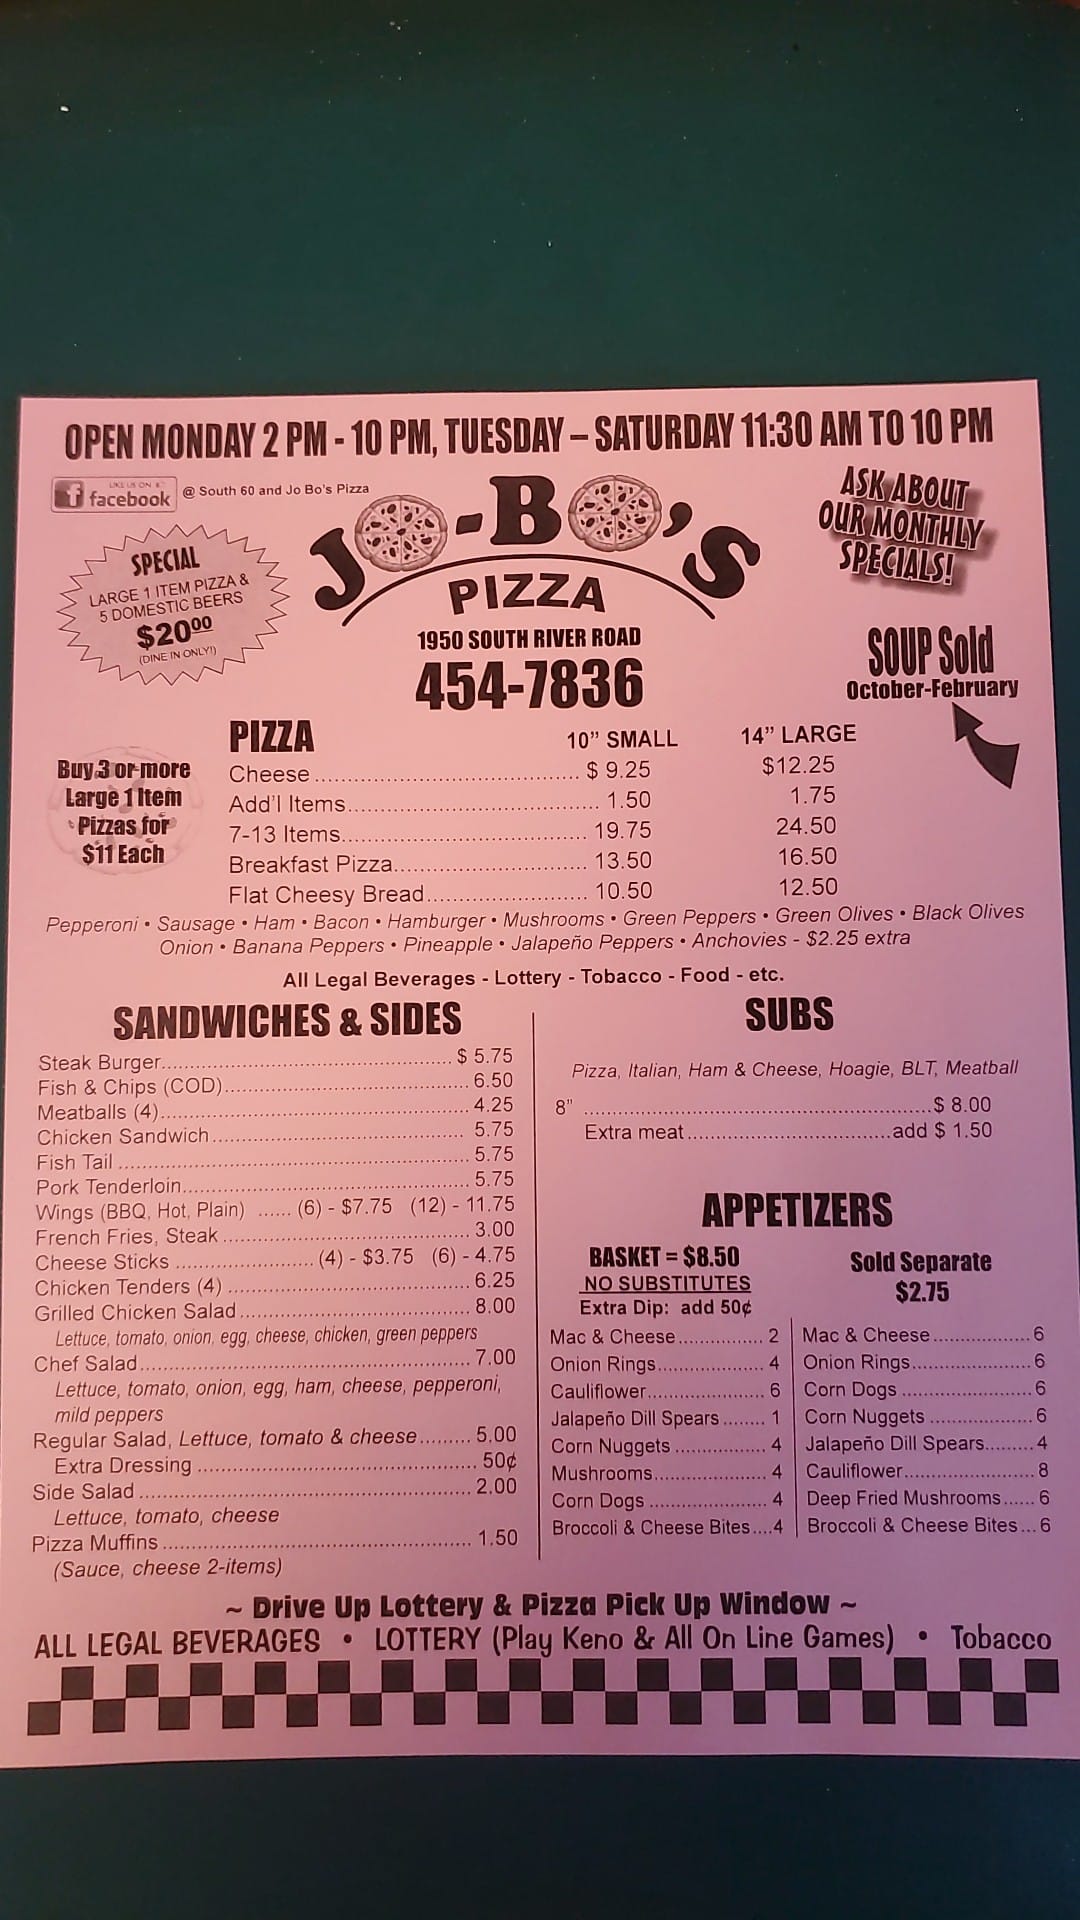 OPEN MONDAY 2 PM - 10 PM, TUESDAY – SATURDAY 11:30 AM TO 10 PM
LIKE US ON
facebook @ South 60 and Jo Bo's Pizza
SPECIAL
LARGE 1 ITEM PIZZA &
5 DOMESTIC BEERS
$20⁰⁰
(DINE IN ONLY!)
JO-BO'S
PIZZA
1950 SOUTH RIVER ROAD
454-7836
ASK ABOUT
OUR MONTHLY
SPECIALS!
SOUP Sold
October-February
Buy 3 or more
Large 1 Item
Pizzas for
$11 Each
PIZZA 10" SMALL 14" LARGE
Cheese ................................ $ 9.25 $12.25
Add'l Items ................................ 1.50 1.75
7-13 Items ................................ 19.75 24.50
Breakfast Pizza ........................ 13.50 16.50
Flat Cheesy Bread .................... 10.50 12.50
Pepperoni • Sausage • Ham • Bacon • Hamburger • Mushrooms • Green Peppers • Green Olives • Black Olives
Onion • Banana Peppers • Pineapple • Jalapeño Peppers • Anchovies - $2.25 extra
All Legal Beverages - Lottery - Tobacco - Food - etc.
SANDWICHES & SIDES
Steak Burger ................................ $ 5.75
Fish & Chips (COD) ........................ 6.50
Meatballs (4) ................................ 4.25
Chicken Sandwich ........................ 5.75
Fish Tail ................................ 5.75
Pork Tenderloin ........................ 5.75
Wings (BBQ, Hot, Plain) ...... (6) - $7.75 (12) - 11.75
French Fries, Steak ........................ 3.00
Cheese Sticks ........................ (4) - $3.75 (6) - 4.75
Chicken Tenders (4) ........................ 6.25
Grilled Chicken Salad ........................ 8.00
Lettuce, tomato, onion, egg, cheese, chicken, green peppers
Chef Salad ................................ 7.00
Lettuce, tomato, onion, egg, ham, cheese, pepperoni,
mild peppers
Regular Salad, Lettuce, tomato & cheese ......... 5.00
Extra Dressing ................................ 50¢
Side Salad ................................ 2.00
Lettuce, tomato, cheese
Pizza Muffins ................................ 1.50
(Sauce, cheese 2-items)
SUBS
Pizza, Italian, Ham & Cheese, Hoagie, BLT, Meatball
8" ................................ $ 8.00
Extra meat ................................ add $ 1.50
APPETIZERS
BASKET = $8.50
NO SUBSTITUTES
Extra Dip: add 50¢
Mac & Cheese ............... 2
Onion Rings ................... 4
Cauliflower ..................... 6
Jalapeño Dill Spears ........ 1
Corn Nuggets ................ 4
Mushrooms ................... 4
Corn Dogs .................... 4
Broccoli & Cheese Bites .... 4
Sold Separate
$2.75
Mac & Cheese ................. 6
Onion Rings .................... 6
Corn Dogs ...................... 6
Corn Nuggets .................. 6
Jalapeño Dill Spears ......... 4
Cauliflower ...................... 8
Deep Fried Mushrooms ...... 6
Broccoli & Cheese Bites ... 6
~ Drive Up Lottery & Pizza Pick Up Window ~
ALL LEGAL BEVERAGES • LOTTERY (Play Keno & All On Line Games) • Tobacco